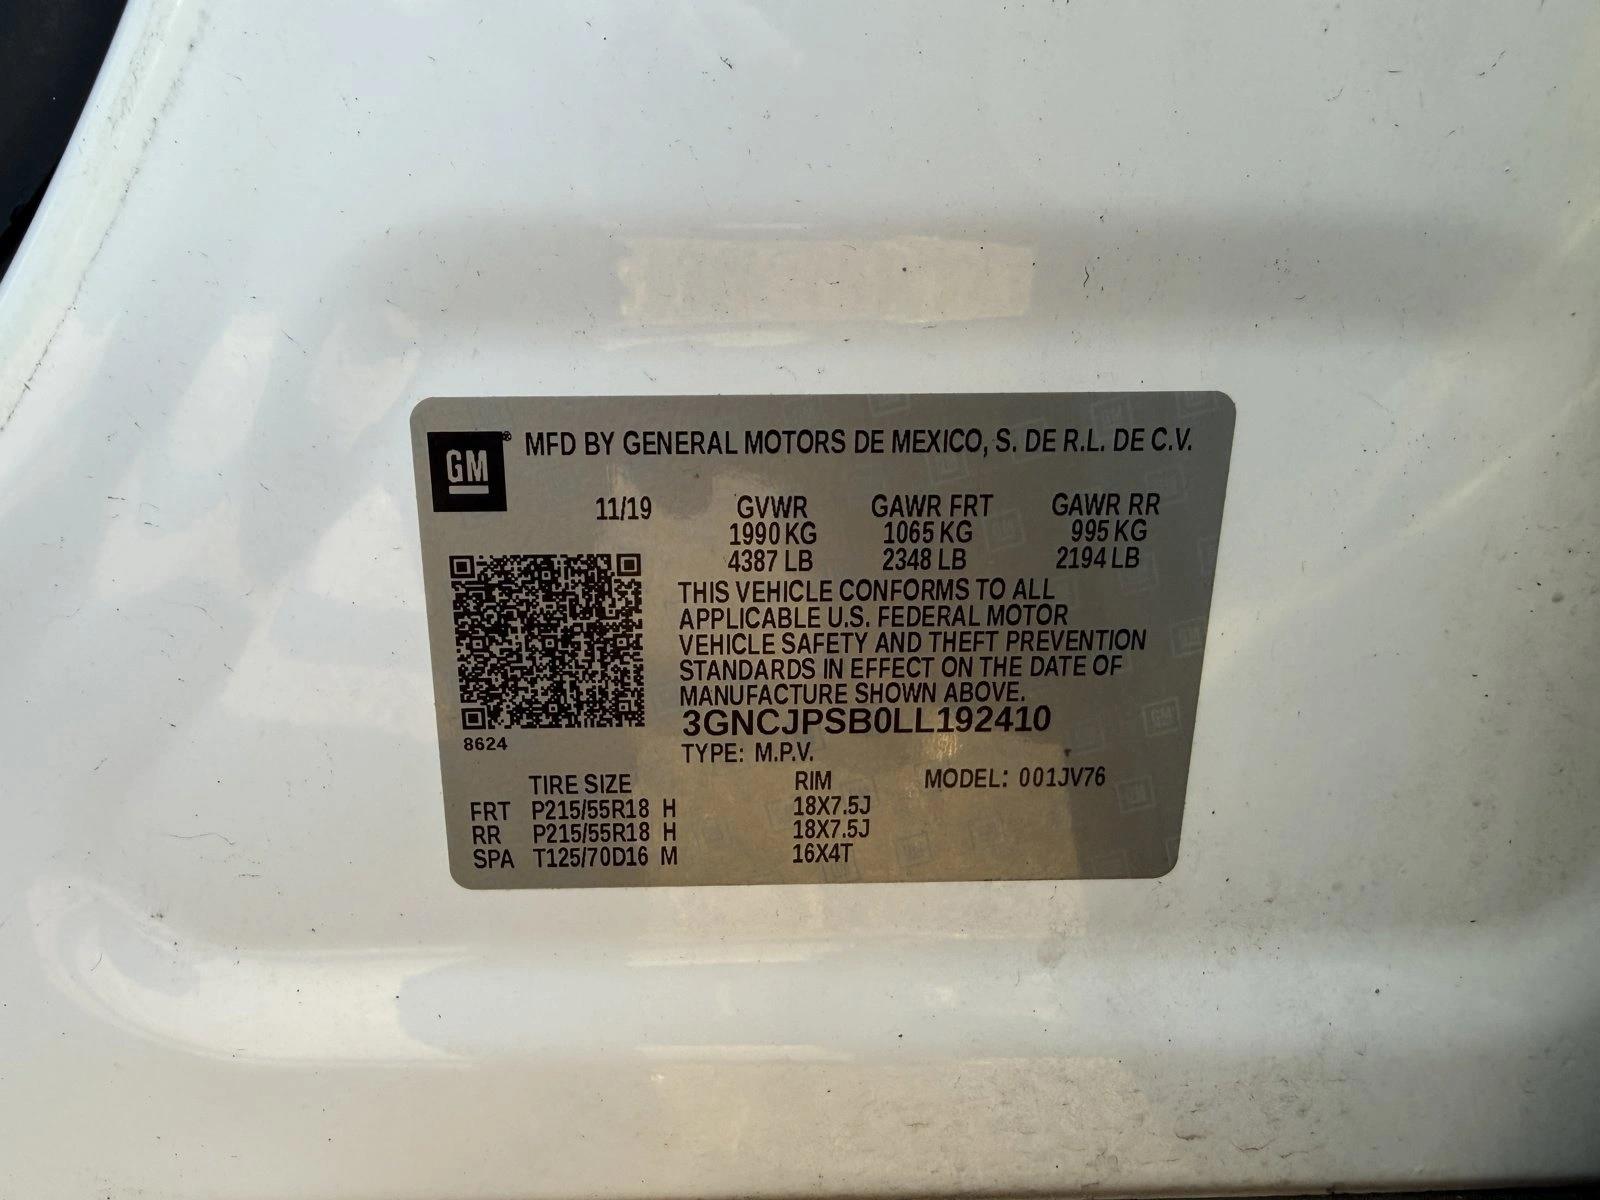 GM® MFD BY GENERAL MOTORS DE MEXICO, S. DE R.L. DE C.V.
11/19 GVWR GAWR FRT GAWR RR
1990 KG 1065 KG 995 KG
4387 LB 2348 LB 2194 LB
THIS VEHICLE CONFORMS TO ALL
APPLICABLE U.S. FEDERAL MOTOR
VEHICLE SAFETY AND THEFT PREVENTION
STANDARDS IN EFFECT ON THE DATE OF
MANUFACTURE SHOWN ABOVE.
3GNCJPSB0LL192410
8624
TYPE: M.P.V.
TIRE SIZE RIM MODEL: 001JV76
FRT P215/55R18 H 18X7.5J
RR P215/55R18 H 18X7.5J
SPA T125/70D16 M 16X4T